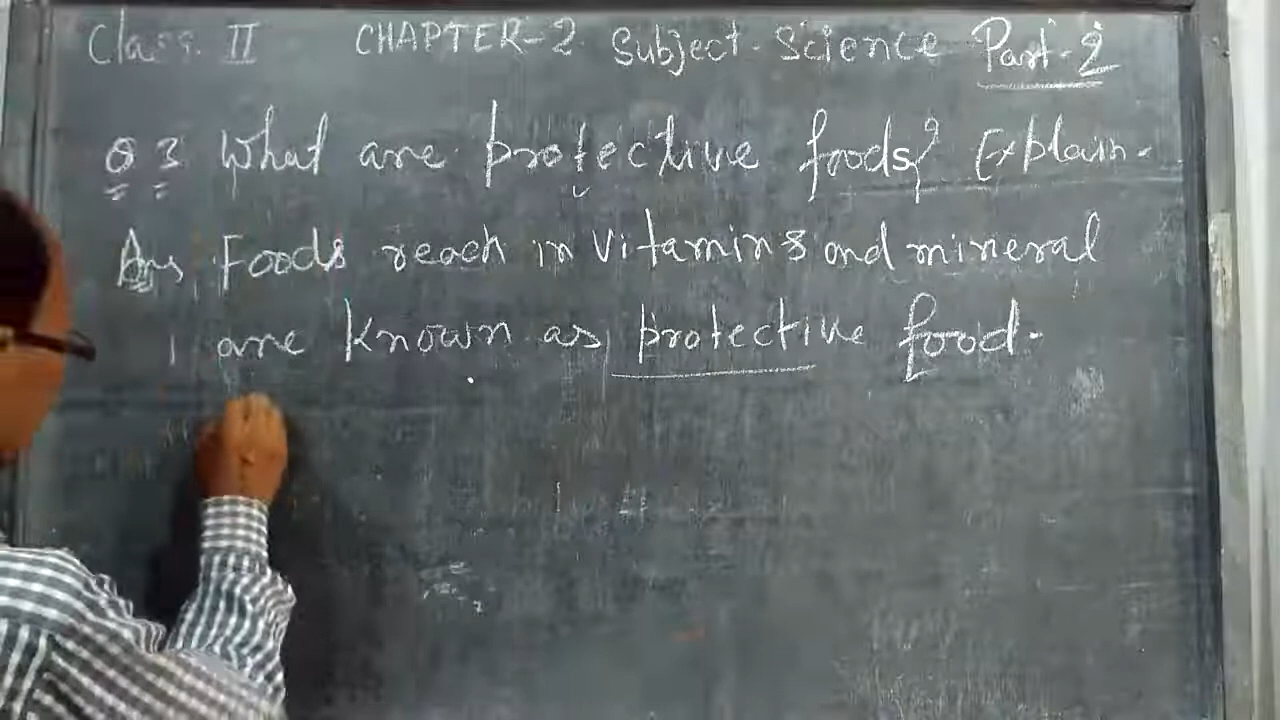 Class. II CHAPTER-2 Subject-Science Part-2
Q 3 What are protective foods? Explain.
Ans, Foods reach in Vitamins and mineral
are known as protective food.